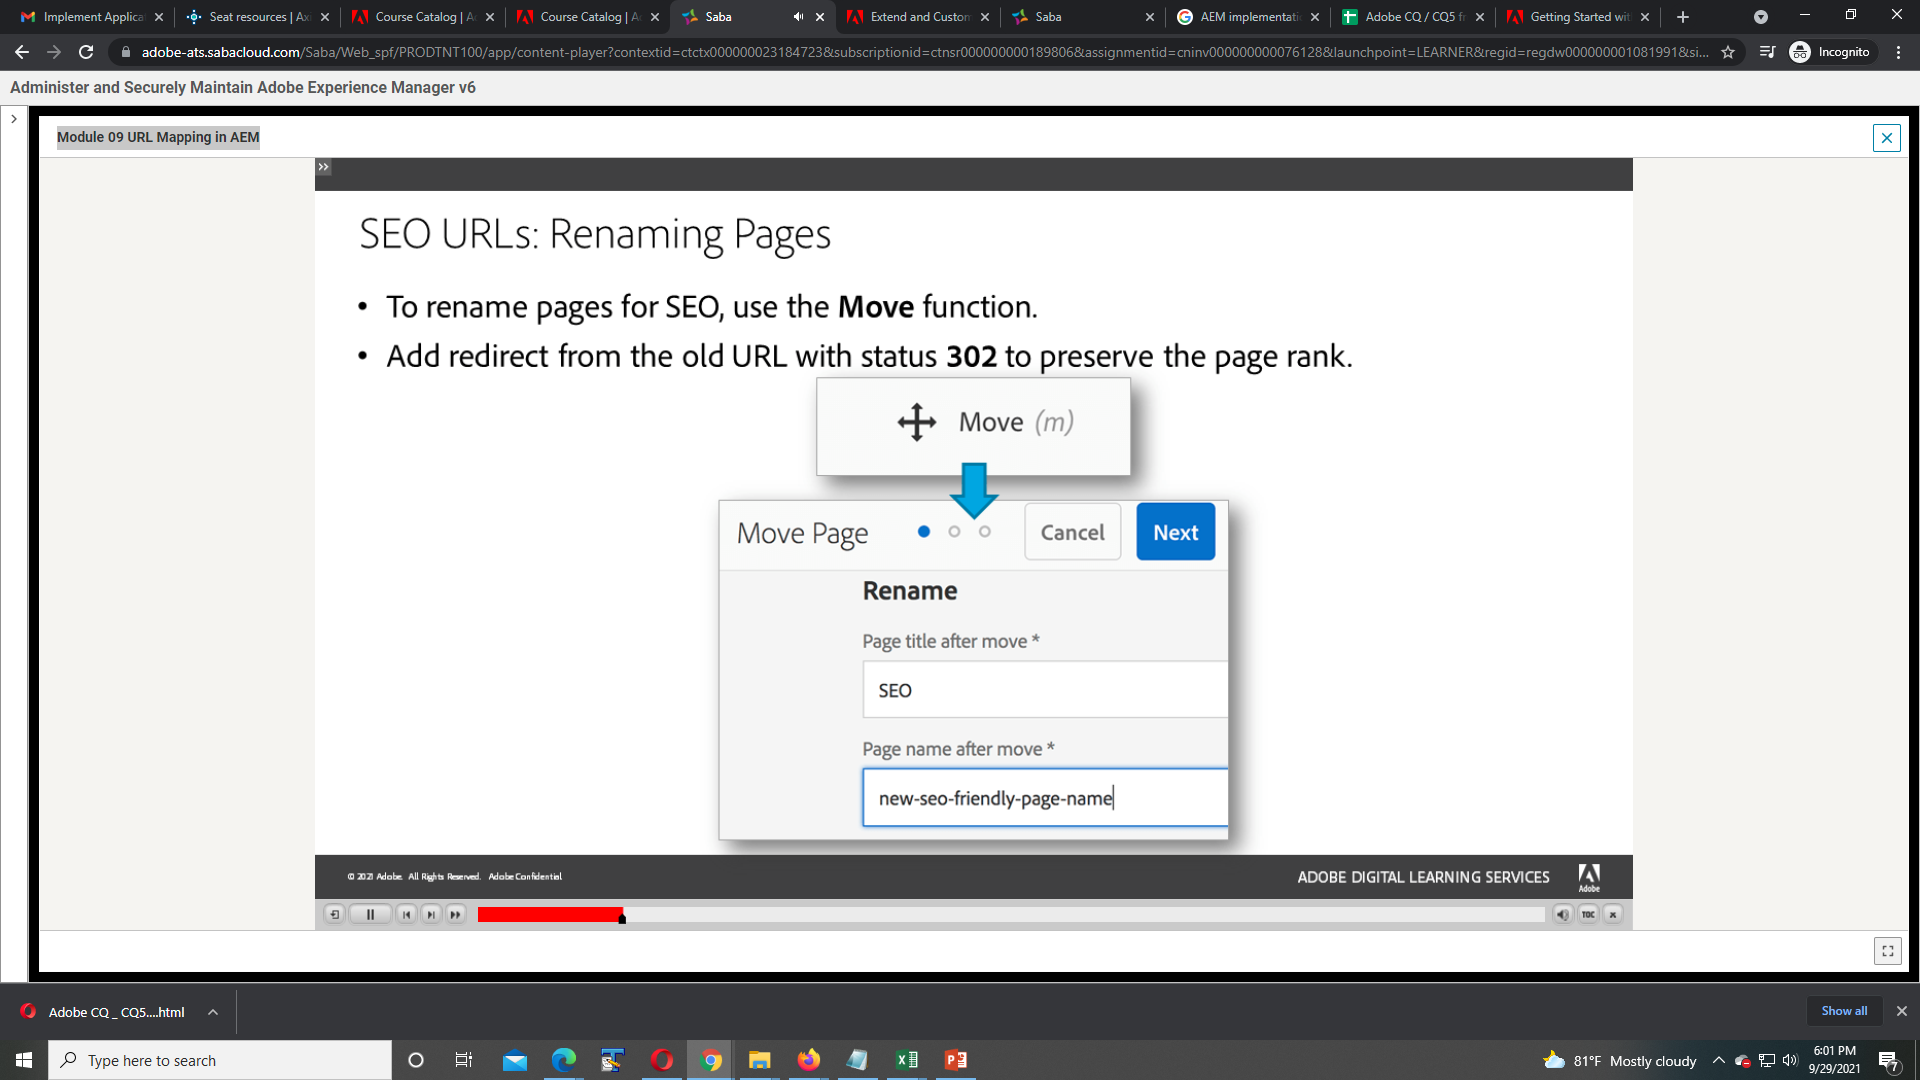 Implement Applica
Seat resources | Ax
Course Catalog | A
Course Catalog | A
Saba
Extend and Custom
Saba
AEM implementati
Adobe CQ / CQ5 f
Getting Started wit
adobe-ats.sabacloud.com/Saba/Web_spf/PRODTNT100/app/content-player?contextid=ctctx000000023184723&subscriptionid=ctnsr000000000189806&assignmentid=cninv000000000076128&launchpoint=LEARNER&regid=regdw000000001081991&si...
Incognito
Administer and Securely Maintain Adobe Experience Manager v6
Module 09 URL Mapping in AEM
SEO URLs: Renaming Pages
• To rename pages for SEO, use the Move function.
• Add redirect from the old URL with status 302 to preserve the page rank.
Move (m)
Move Page
Cancel
Next
Rename
Page title after move *
SEO
Page name after move *
new-seo-friendly-page-name
© 2021 Adobe. All Rights Reserved. Adobe Confidential
ADOBE DIGITAL LEARNING SERVICES
Adobe
TOC
Adobe CQ _ CQ5....html
Show all
Type here to search
81°F Mostly cloudy
6:01 PM
9/29/2021
7